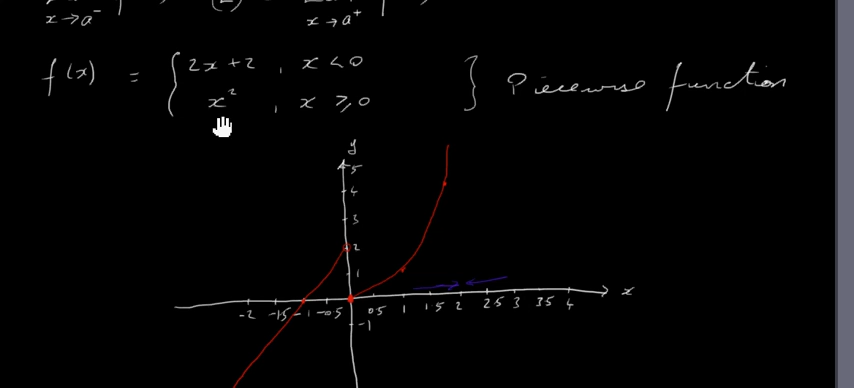 x→a⁻ x→a⁺
f(x) = { 2x+2 , x<0
x² , x ⩾0 } Piecewise function
y
5
4
3
2
1
-2 -1.5 -1 -0.5 0.5 1 1.5 2 2.5 3 3.5 4 x
-1